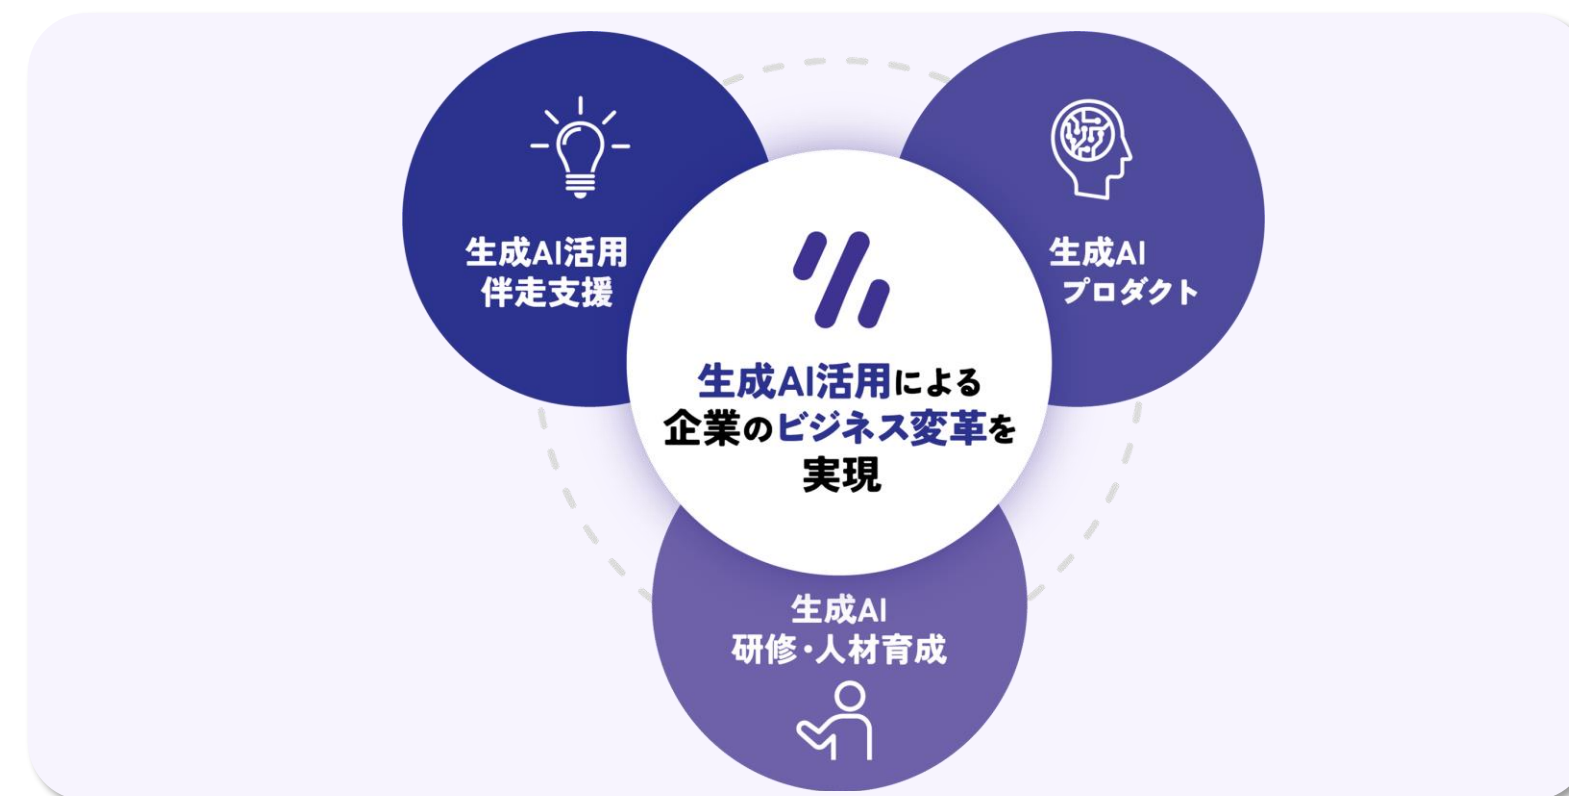 生成AI活用
伴走支援
生成AI
プロダクト
生成AI活用による
企業のビジネス変革を
実現
生成AI
研修・人材育成